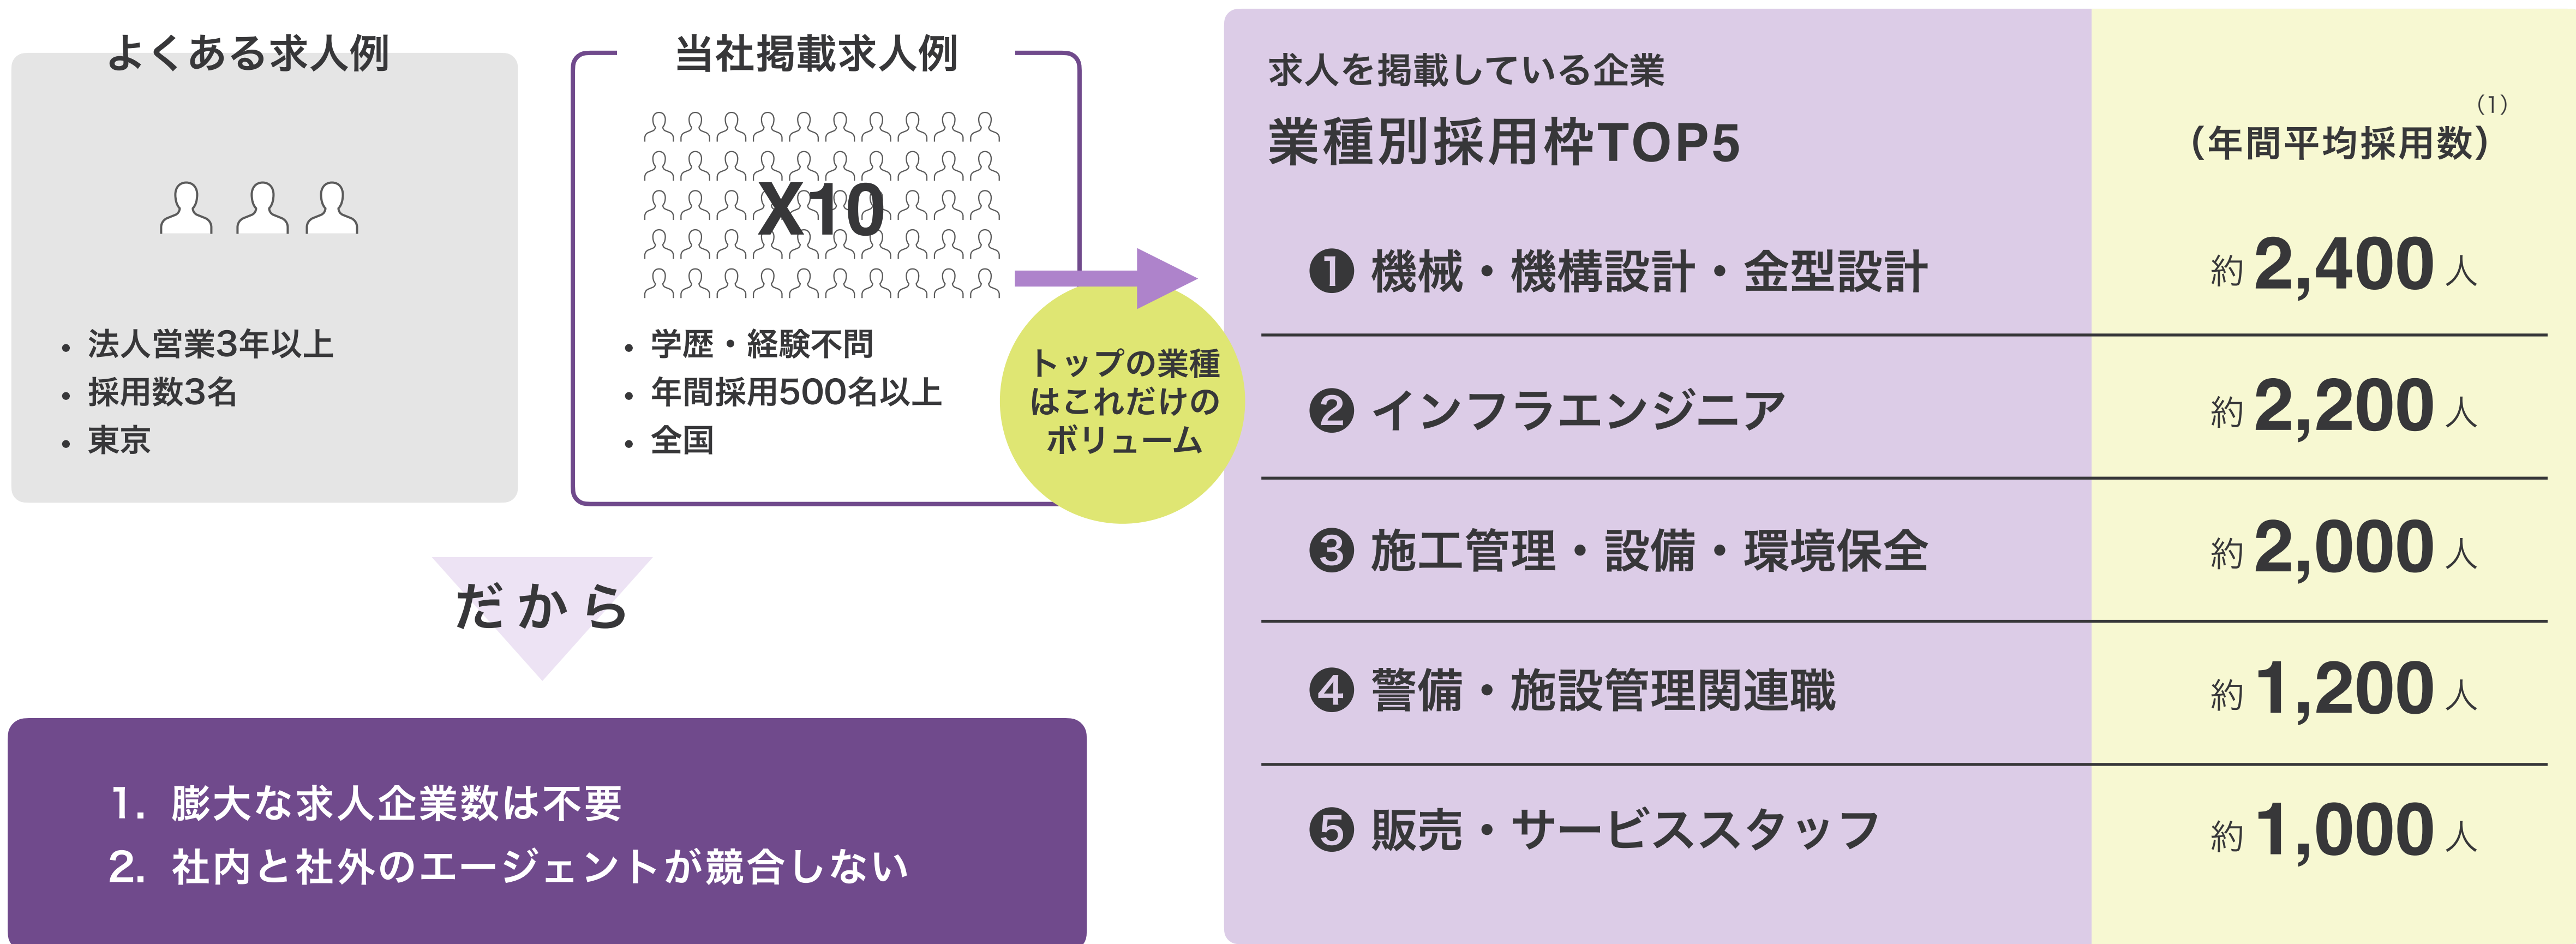 よくある求人例
・法人営業3年以上
・採用数3名
・東京
当社掲載求人例
X10
・学歴・経験不問
・年間採用500名以上
・全国
トップの業種
はこれだけの
ボリューム
だから
1. 膨大な求人企業数は不要
2. 社内と社外のエージェントが競合しない
求人を掲載している企業
業種別採用枠TOP5
（年間平均採用数）（1）
❶ 機械・機構設計・金型設計 約 2,400 人
❷ インフラエンジニア 約 2,200 人
❸ 施工管理・設備・環境保全 約 2,000 人
❹ 警備・施設管理関連職 約 1,200 人
❺ 販売・サービススタッフ 約 1,000 人